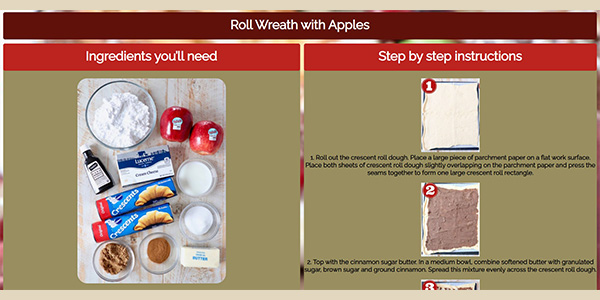 Roll Wreath with Apples
Ingredients you'll need
Step by step instructions
Lucerne
Cream Cheese
Crescents
Crescents
BUTTER
1
1. Roll out the crescent roll dough. Place a large piece of parchment paper on a flat work surface.
Place both sheets of crescent roll dough slightly overlapping on the parchment paper and press the
seams together to form one large crescent roll rectangle.
2
2. Top with the cinnamon sugar butter. In a medium bowl, combine softened butter with granulated
sugar, brown sugar and ground cinnamon. Spread this mixture evenly across the crescent roll dough.
3